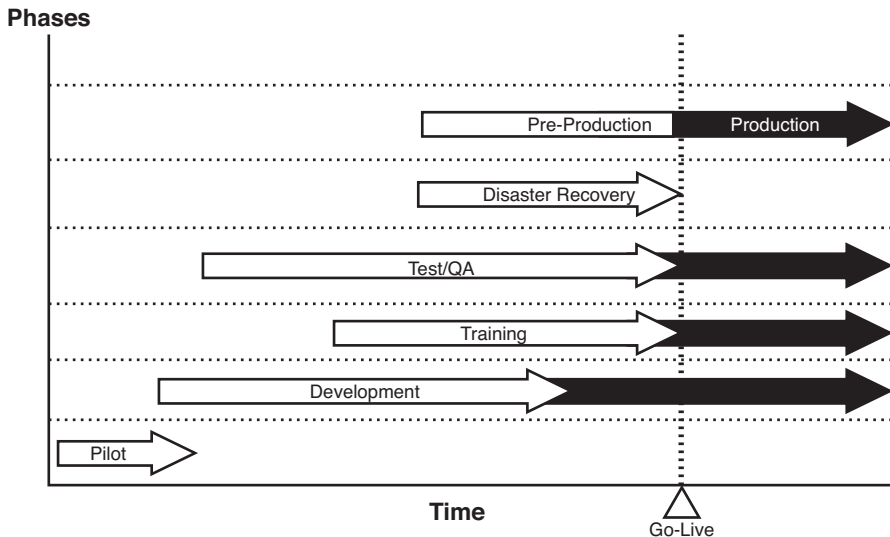 Phases
Pre-Production
Production
Disaster Recovery
Test/QA
Training
Development
Pilot
Time
Go-Live